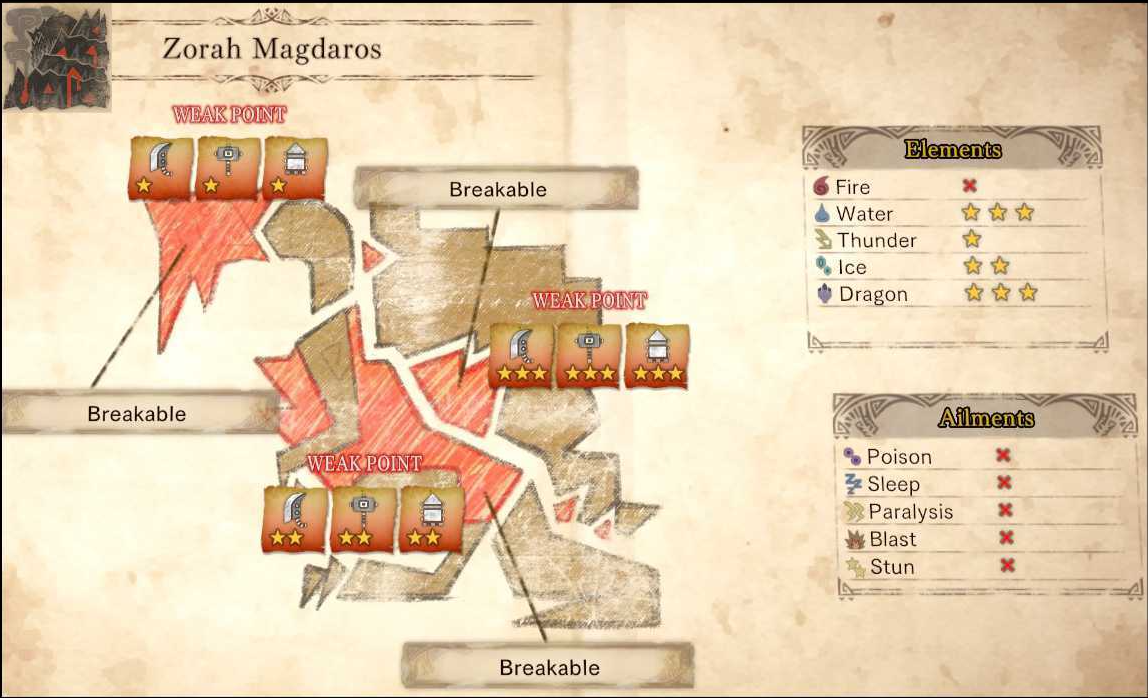 Zorah Magdaros
WEAK POINT
Breakable
WEAK POINT
Breakable
WEAK POINT
Breakable
Elements
Fire
Water
Thunder
Ice
Dragon
Ailments
Poison
Sleep
Paralysis
Blast
Stun